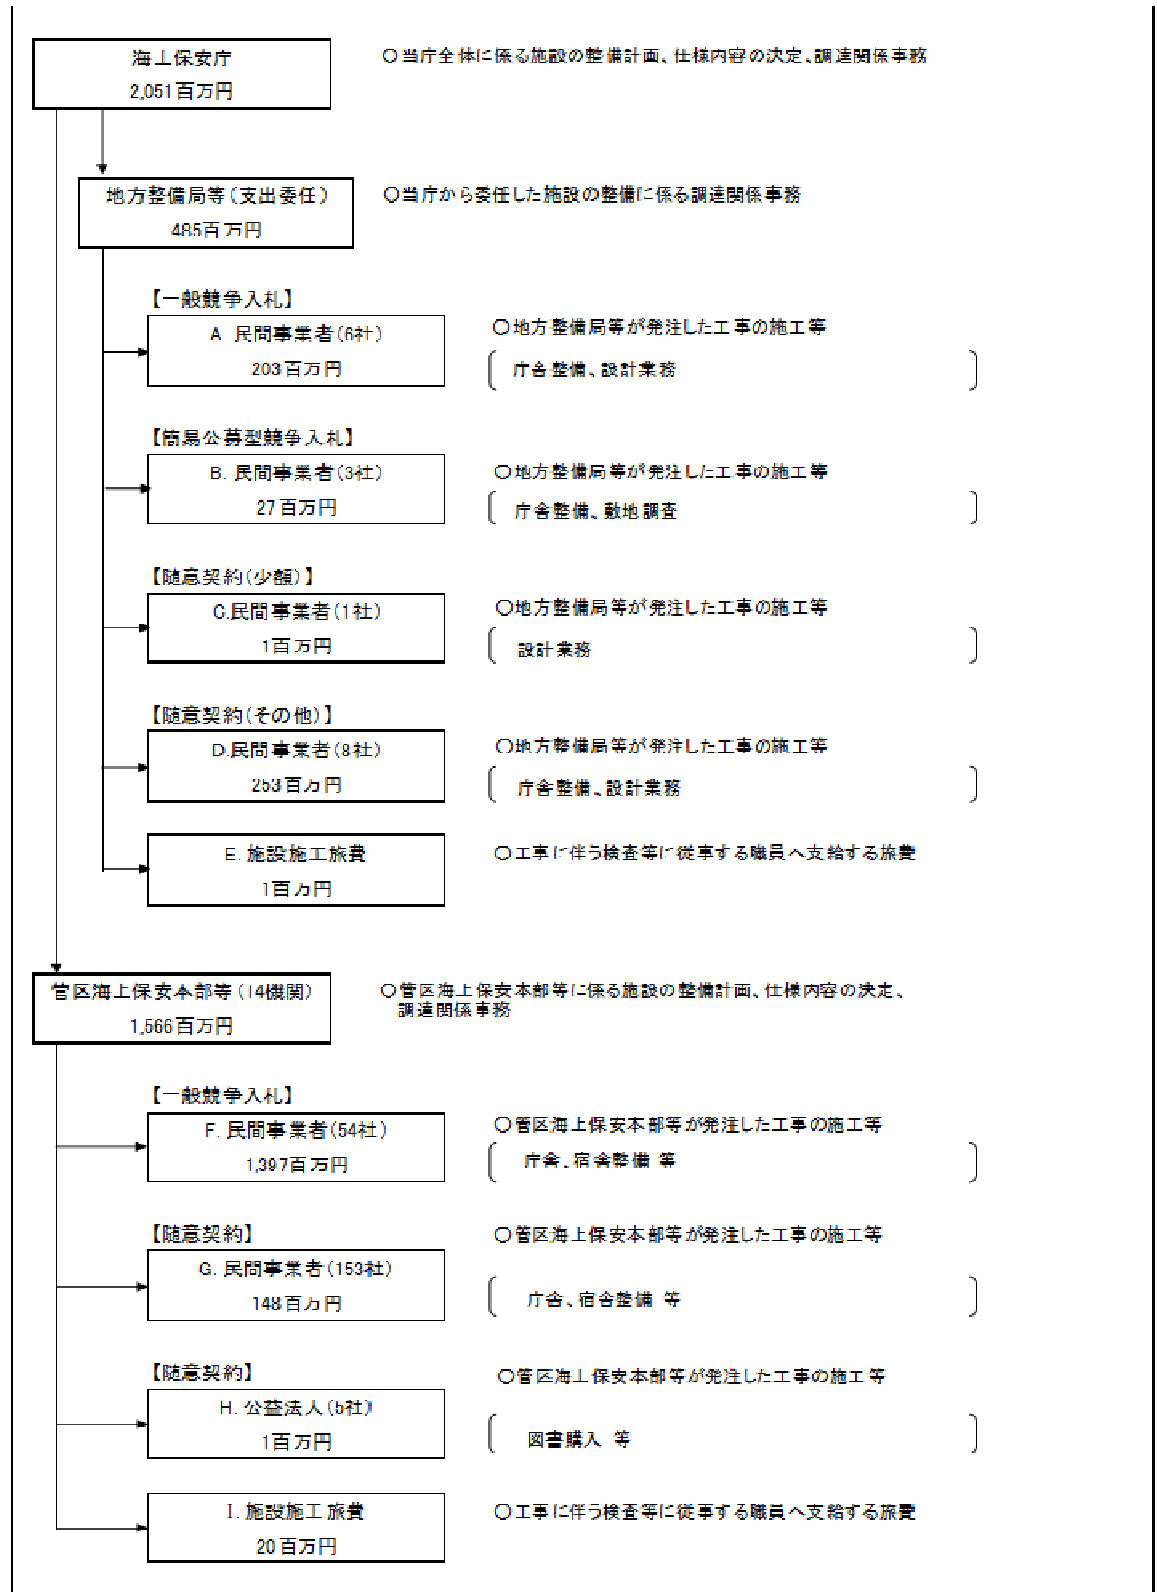 海上保安庁
2,051百万円
○当庁全体に係る施設の整備計画、仕様内容の決定、調達関係事務
地方整備局等(支出委任)
485百万円
○当庁から委任した施設の整備に係る調達関係事務
【一般競争入札】
A 民間事業者(6社)
203百万円
○地方整備局等が発注した工事の施工等
庁舎整備、設計業務
【簡易公募型競争入札】
B. 民間事業者(3社)
27百万円
○地方整備局等が発注した工事の施工等
庁舎整備、敷地調査
【随意契約(少額)】
C.民間事業者(1社)
1百万円
○地方整備局等が発注した工事の施工等
設計業務
【随意契約(その他)】
D.民間事業者(8社)
253百万円
○地方整備局等が発注した工事の施工等
庁舎整備、設計業務
E. 施設施工旅費
1百万円
○工事に伴う検査等に従事する職員へ支給する旅費
管区海上保安本部等(14機関)
1,566百万円
○管区海上保安本部等に係る施設の整備計画、仕様内容の決定、
調達関係事務
【一般競争入札】
F. 民間事業者(54社)
1,397百万円
○管区海上保安本部等が発注した工事の施工等
庁舎、宿舎整備 等
【随意契約】
G. 民間事業者(153社)
148百万円
○管区海上保安本部等が発注した工事の施工等
庁舎、宿舎整備 等
【随意契約】
H. 公益法人(5社)
1百万円
○管区海上保安本部等が発注した工事の施工等
図書購入 等
I. 施設施工旅費
20百万円
○工事に伴う検査等に従事する職員へ支給する旅費